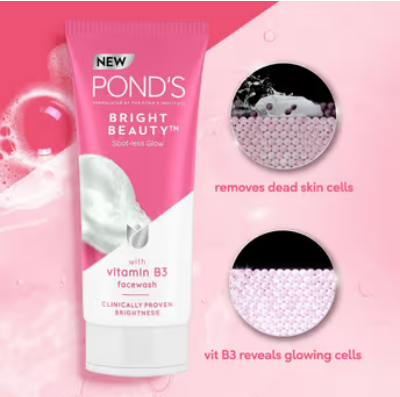 NEW
POND'S
BRIGHT
BEAUTY™
Spot-less Glow
with
vitamin B3
facewash
CLINICALLY PROVEN
BRIGHTNESS
removes dead skin cells
vit B3 reveals glowing cells